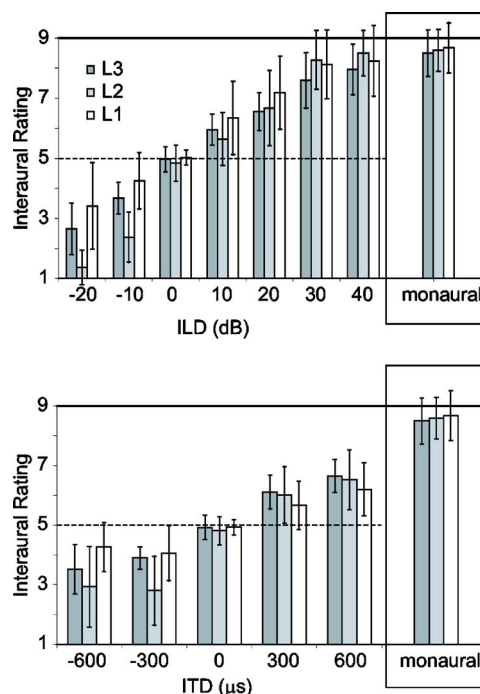 Interaural Rating
9
7
5
3
1
L3
L2
L1
-20 -10 0 10 20 30 40 monaural
ILD (dB)
Interaural Rating
9
7
5
3
1
-600 -300 0 300 600 monaural
ITD (µs)